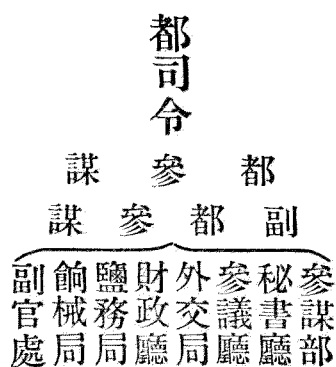 都司令
都參謀
副都參謀
參謀部
秘書廳
參議廳
外交局
財政廳
鹽務局
餉械局
副官處